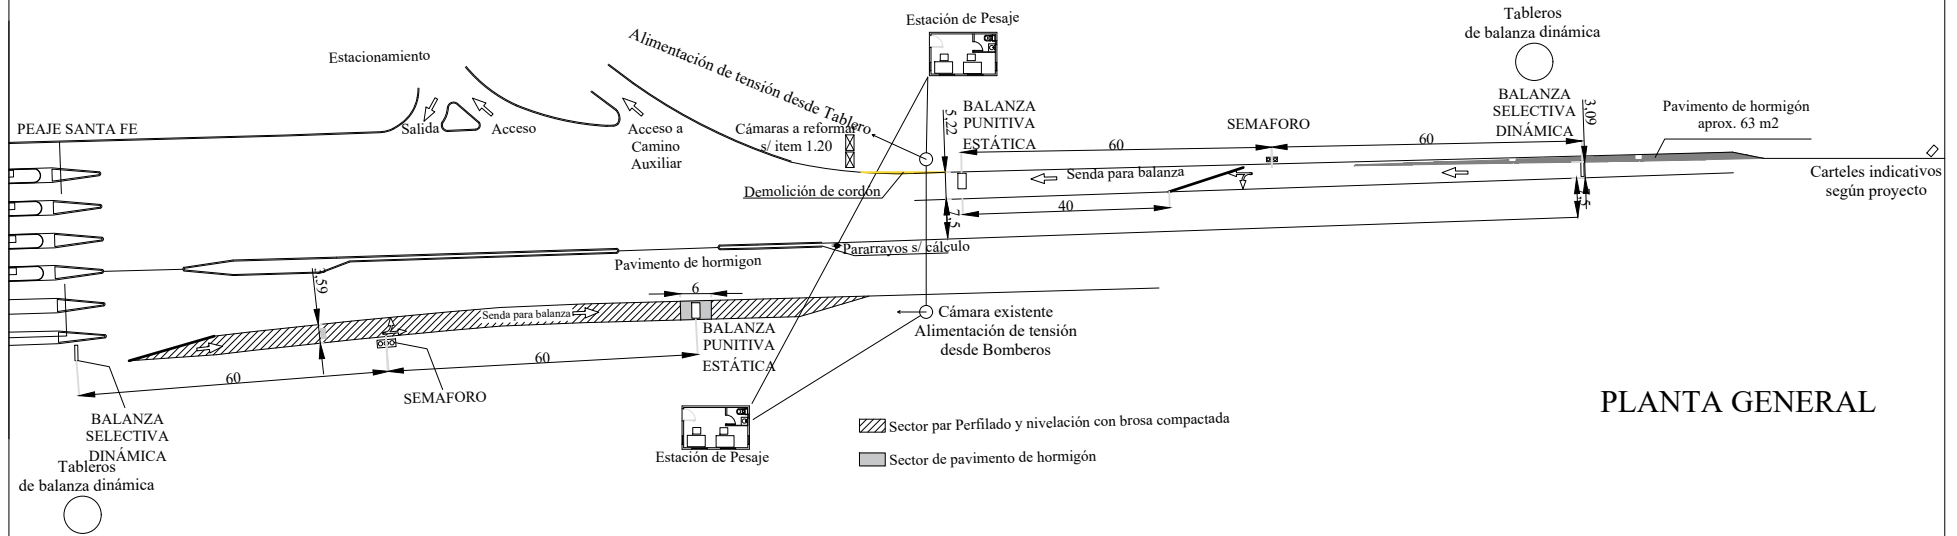 Estación de Pesaje
Tableros
de balanza dinámica
Alimentación de tensión desde Tablero
Estacionamiento
PEAJE SANTA FE
Salida
Acceso
Acceso a
Camino
Auxiliar
Cámaras a reformar
s/ item 1.20
Demolición de cordón
5,22
BALANZA
PUNITIVA
ESTÁTICA
60
SEMAFORO
60
BALANZA
SELECTIVA
DINÁMICA
3,09
Pavimento de hormigón
aprox. 63 m2
Carteles indicativos
según proyecto
Senda para balanza
40
7,5
Pararrayos s/ cálculo
Pavimento de hormigon
3,59
6
Senda para balanza
BALANZA
PUNITIVA
ESTÁTICA
Cámara existente
Alimentación de tensión
desde Bomberos
60
60
SEMAFORO
BALANZA
SELECTIVA
DINÁMICA
Tableros
de balanza dinámica
Estación de Pesaje
Sector par Perfilado y nivelación con brosa compactada
Sector de pavimento de hormigón
PLANTA GENERAL